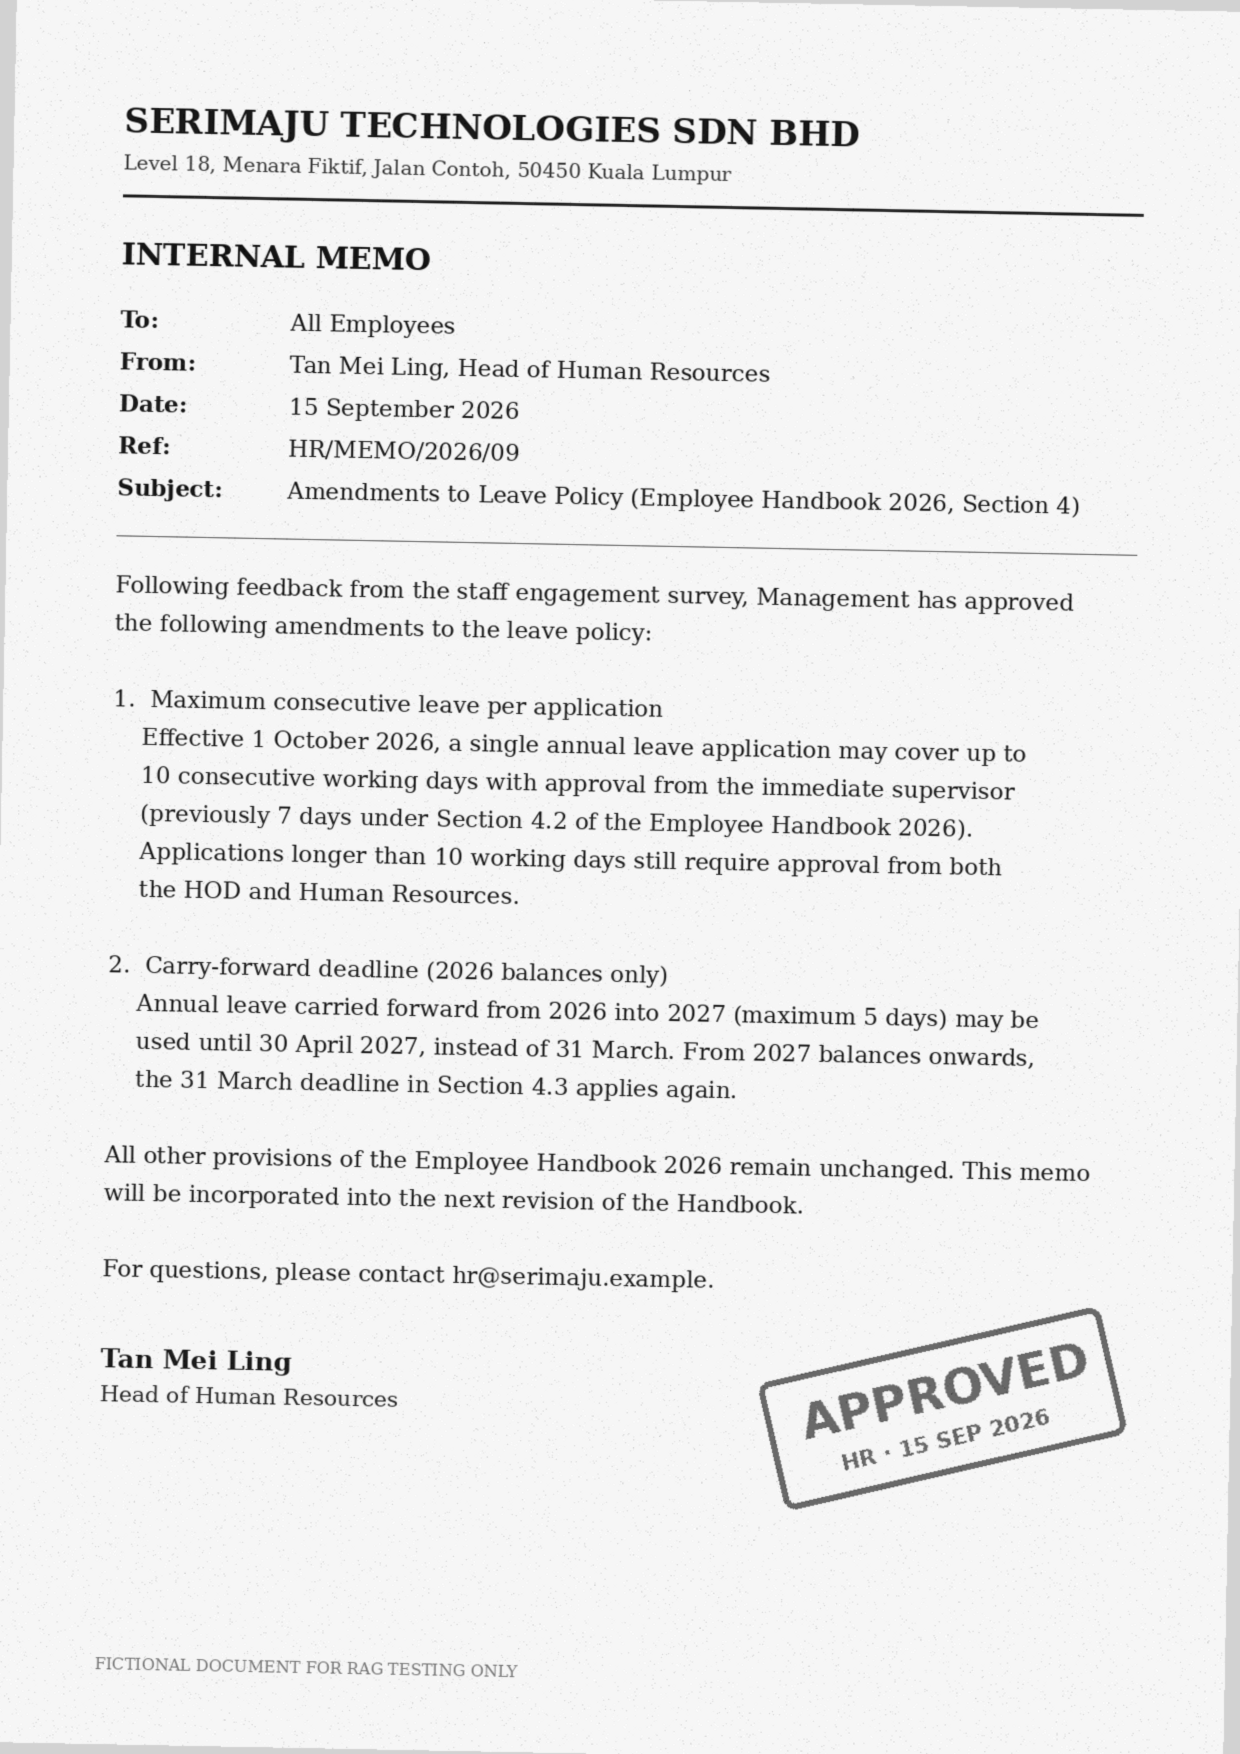 SERIMAJU TECHNOLOGIES SDN BHD
Level 18, Menara Fiktif, Jalan Contoh, 50450 Kuala Lumpur
INTERNAL MEMO
To: All Employees
From: Tan Mei Ling, Head of Human Resources
Date: 15 September 2026
Ref: HR/MEMO/2026/09
Subject: Amendments to Leave Policy (Employee Handbook 2026, Section 4)
Following feedback from the staff engagement survey, Management has approved
the following amendments to the leave policy:
1. Maximum consecutive leave per application
Effective 1 October 2026, a single annual leave application may cover up to
10 consecutive working days with approval from the immediate supervisor
(previously 7 days under Section 4.2 of the Employee Handbook 2026).
Applications longer than 10 working days still require approval from both
the HOD and Human Resources.
2. Carry-forward deadline (2026 balances only)
Annual leave carried forward from 2026 into 2027 (maximum 5 days) may be
used until 30 April 2027, instead of 31 March. From 2027 balances onwards,
the 31 March deadline in Section 4.3 applies again.
All other provisions of the Employee Handbook 2026 remain unchanged. This memo
will be incorporated into the next revision of the Handbook.
For questions, please contact hr@serimaju.example.
Tan Mei Ling
Head of Human Resources
APPROVED
HR · 15 SEP 2026
FICTIONAL DOCUMENT FOR RAG TESTING ONLY